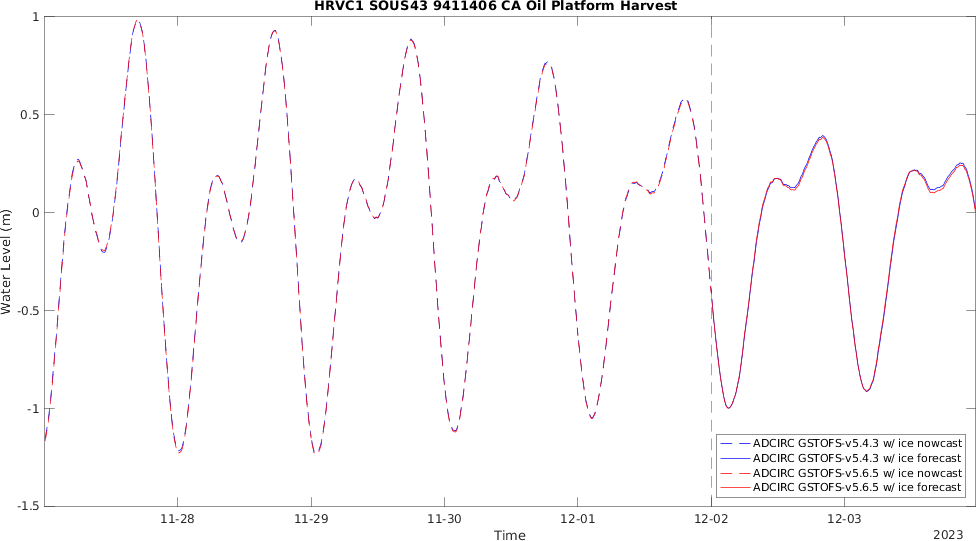 HRVC1 SOUS43 9411406 CA Oil Platform Harvest
1
0.5
0
-0.5
-1
-1.5
Water Level (m)
ADCIRC GSTOFS-v5.4.3 w/ ice nowcast
ADCIRC GSTOFS-v5.4.3 w/ ice forecast
ADCIRC GSTOFS-v5.6.5 w/ ice nowcast
ADCIRC GSTOFS-v5.6.5 w/ ice forecast
11-28
11-29
11-30
12-01
12-02
12-03
Time
2023